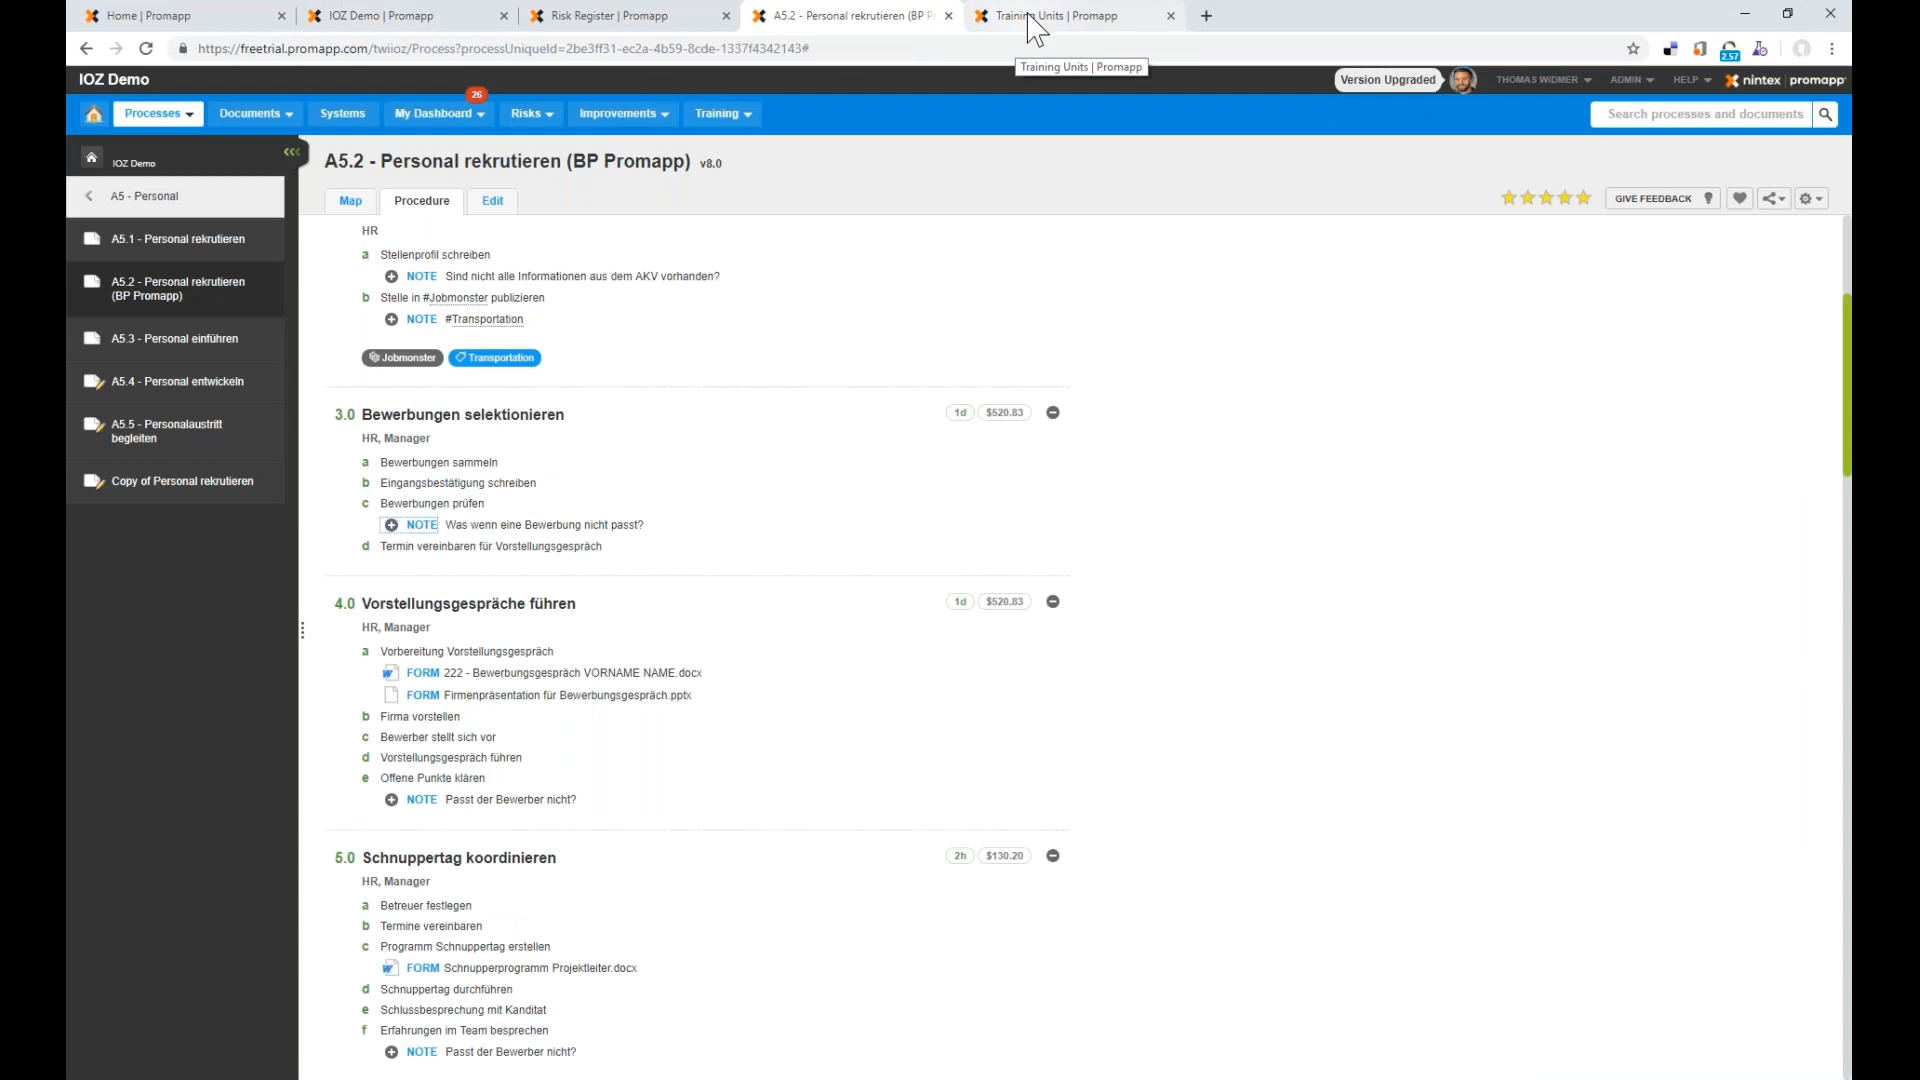 Home | Promapp
IOZ Demo | Promapp
Risk Register | Promapp
A5.2 - Personal rekrutieren (BP P
Training Units | Promapp
https://freetrial.promapp.com/twiioz/Process?processUniqueId=2be3ff31-ec2a-4b59-8cde-1337f4342143#
2.57
Training Units | Promapp
IOZ Demo
Version Upgraded
THOMAS WIDMER
ADMIN
HELP
nintex | promapp
26
Processes
Documents
Systems
My Dashboard
Risks
Improvements
Training
Search processes and documents
IOZ Demo
A5 - Personal
A5.1 - Personal rekrutieren
A5.2 - Personal rekrutieren
(BP Promapp)
A5.3 - Personal einführen
A5.4 - Personal entwickeln
A5.5 - Personalaustritt
begleiten
Copy of Personal rekrutieren
A5.2 - Personal rekrutieren (BP Promapp) v8.0
Map
Procedure
Edit
GIVE FEEDBACK
HR
a Stellenprofil schreiben
NOTE Sind nicht alle Informationen aus dem AKV vorhanden?
b Stelle in #Jobmonster publizieren
NOTE #Transportation
Jobmonster
Transportation
3.0 Bewerbungen selektionieren
1d $520.83
HR, Manager
a Bewerbungen sammeln
b Eingangsbestätigung schreiben
c Bewerbungen prüfen
NOTE Was wenn eine Bewerbung nicht passt?
d Termin vereinbaren für Vorstellungsgespräch
4.0 Vorstellungsgespräche führen
1d $520.83
HR, Manager
a Vorbereitung Vorstellungsgespräch
FORM 222 - Bewerbungsgespräch VORNAME NAME.docx
FORM Firmenpräsentation für Bewerbungsgespräch.pptx
b Firma vorstellen
c Bewerber stellt sich vor
d Vorstellungsgespräch führen
e Offene Punkte klären
NOTE Passt der Bewerber nicht?
5.0 Schnuppertag koordinieren
2h $130.20
HR, Manager
a Betreuer festlegen
b Termine vereinbaren
c Programm Schnuppertag erstellen
FORM Schnupperprogramm Projektleiter.docx
d Schnuppertag durchführen
e Schlussbesprechung mit Kanditat
f Erfahrungen im Team besprechen
NOTE Passt der Bewerber nicht?